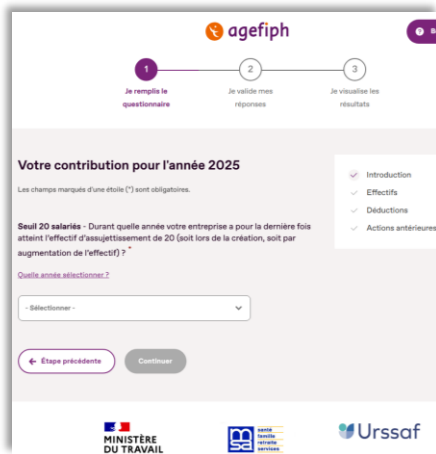 agefiph
1
2
3
Je remplis le
questionnaire
Je valide mes
réponses
Je visualise les
résultats
Votre contribution pour l'année 2025
Les champs marqués d'une étoile (*) sont obligatoires.
Seuil 20 salariés - Durant quelle année votre entreprise a pour la dernière fois
atteint l'effectif d'assujettissement de 20 (soit lors de la création, soit par
augmentation de l'effectif) ? *
Quelle année sélectionner ?
- Sélectionner -
← Étape précédente
Continuer
Introduction
Effectifs
Déductions
Actions antérieures
MINISTÈRE
DU TRAVAIL
msa
santé
famille
retraite
services
Urssaf